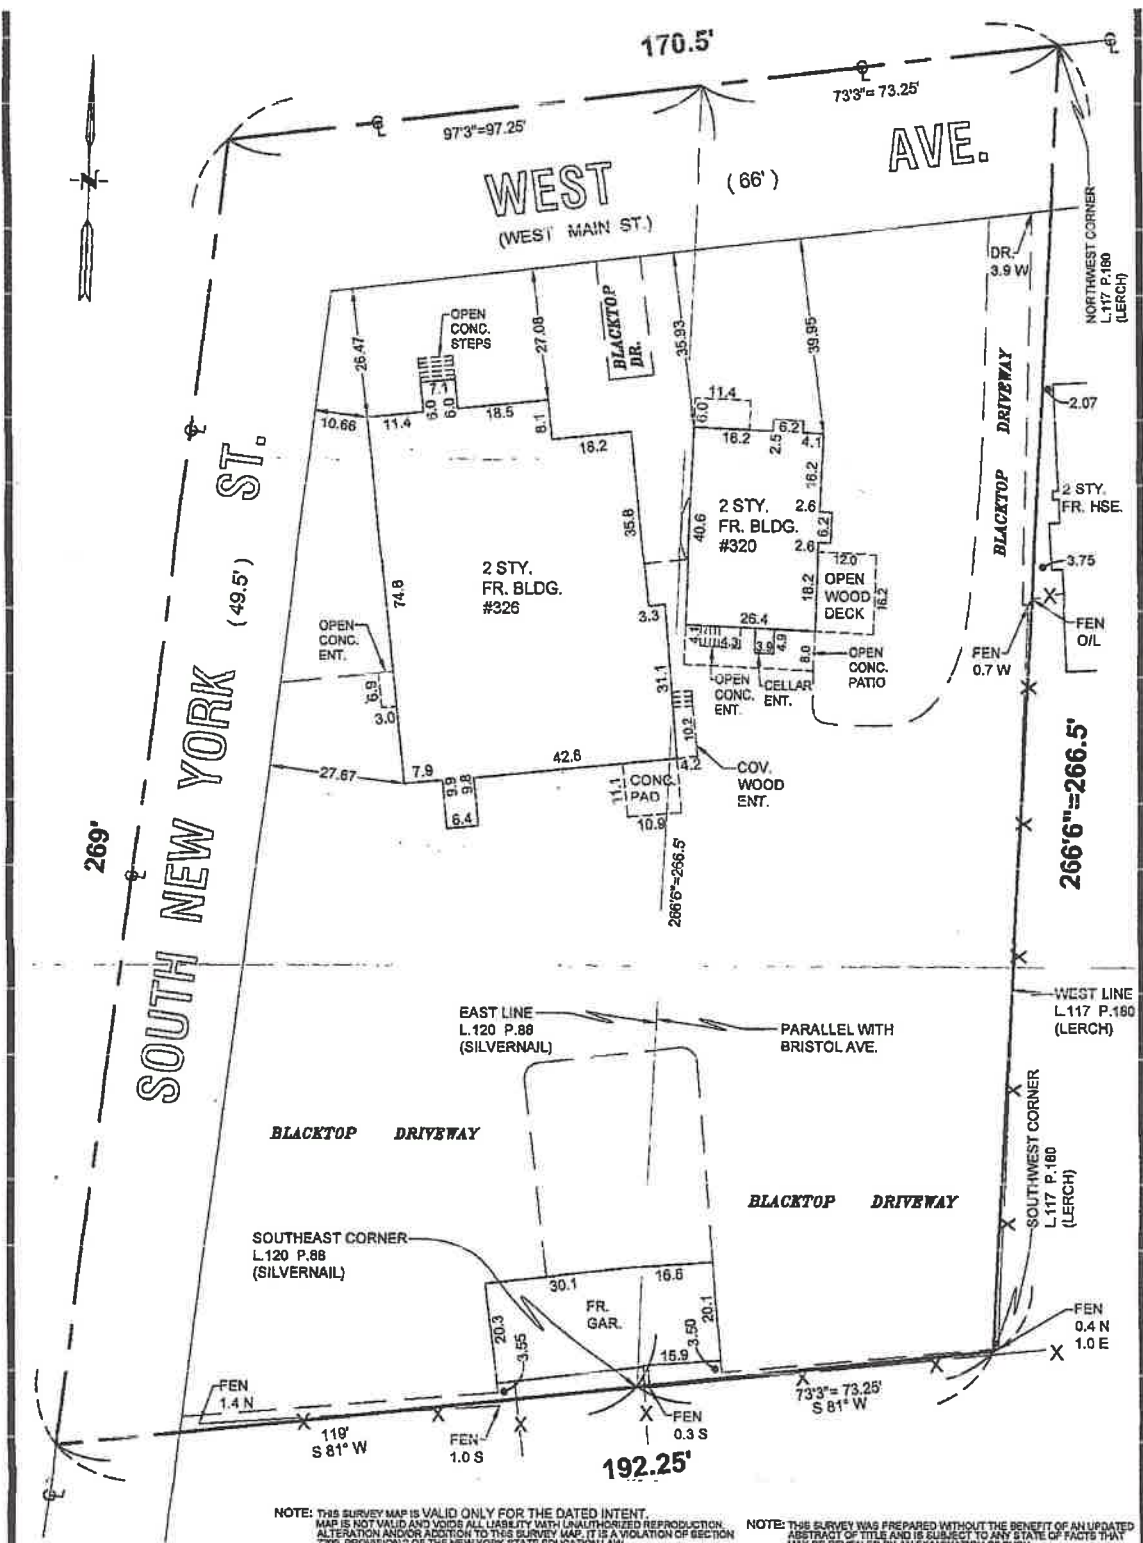 170.5'
97'3"=97.25'
73'3"= 73.25'
WEST AVE.
(66')
(WEST MAIN ST.)
N
NORTHWEST CORNER
L.117 P.180
(LERCH)
DR.
3.9 W
OPEN
CONC.
STEPS
26.47
27.08
BLACKTOP
DR.
35.93
39.95
BLACKTOP DRIVEWAY
10.66
11.4
6.0
7.1
6.0
18.5
8.1
16.2
11.4
6.0
16.2
2.5
6.2
4.1
2.07
16.2
2.6
6.2
2.6
2 STY.
FR. HSE.
3.75
2 STY.
FR. BLDG.
#320
40.6
35.8
12.0
OPEN
WOOD
DECK
16.2
18.2
2 STY.
FR. BLDG.
#326
74.8
3.3
26.4
4.1
4.3
3.9
4.9
8.0
OPEN
CONC.
PATIO
OPEN
CONC.
ENT.
CELLAR
ENT.
FEN
O/L
FEN
0.7 W
OPEN
CONC.
ENT.
6.9
3.0
31.1
10.2
4.2
COV.
WOOD
ENT.
27.67
7.9
9.9
9.8
6.4
42.6
CONC.
PAD
11.1
10.9
266'6"=266.5'
266'6"=266.5'
269'
SOUTH NEW YORK ST.
(49.5')
EAST LINE
L.120 P.88
(SILVERNAIL)
PARALLEL WITH
BRISTOL AVE.
WEST LINE
L.117 P.180
(LERCH)
BLACKTOP DRIVEWAY
BLACKTOP DRIVEWAY
SOUTHWEST CORNER
L.117 P.180
(LERCH)
SOUTHEAST CORNER
L.120 P.88
(SILVERNAIL)
30.1
16.6
FR.
GAR.
20.3
20.1
3.55
3.50
15.9
FEN
0.4 N
1.0 E
FEN
1.4 N
119'
S 81° W
FEN
1.0 S
FEN
0.3 S
73'3"= 73.25'
S 81° W
192.25'
NOTE: THIS SURVEY MAP IS VALID ONLY FOR THE DATED INTENT.
MAP IS NOT VALID AND VOIDS ALL LIABILITY WITH UNAUTHORIZED REPRODUCTION,
ALTERATION AND/OR ADDITION TO THIS SURVEY MAP. IT IS A VIOLATION OF SECTION
NOTE: THIS SURVEY WAS PREPARED WITHOUT THE BENEFIT OF AN UPDATED
ABSTRACT OF TITLE AND IS SUBJECT TO ANY STATE OF FACTS THAT